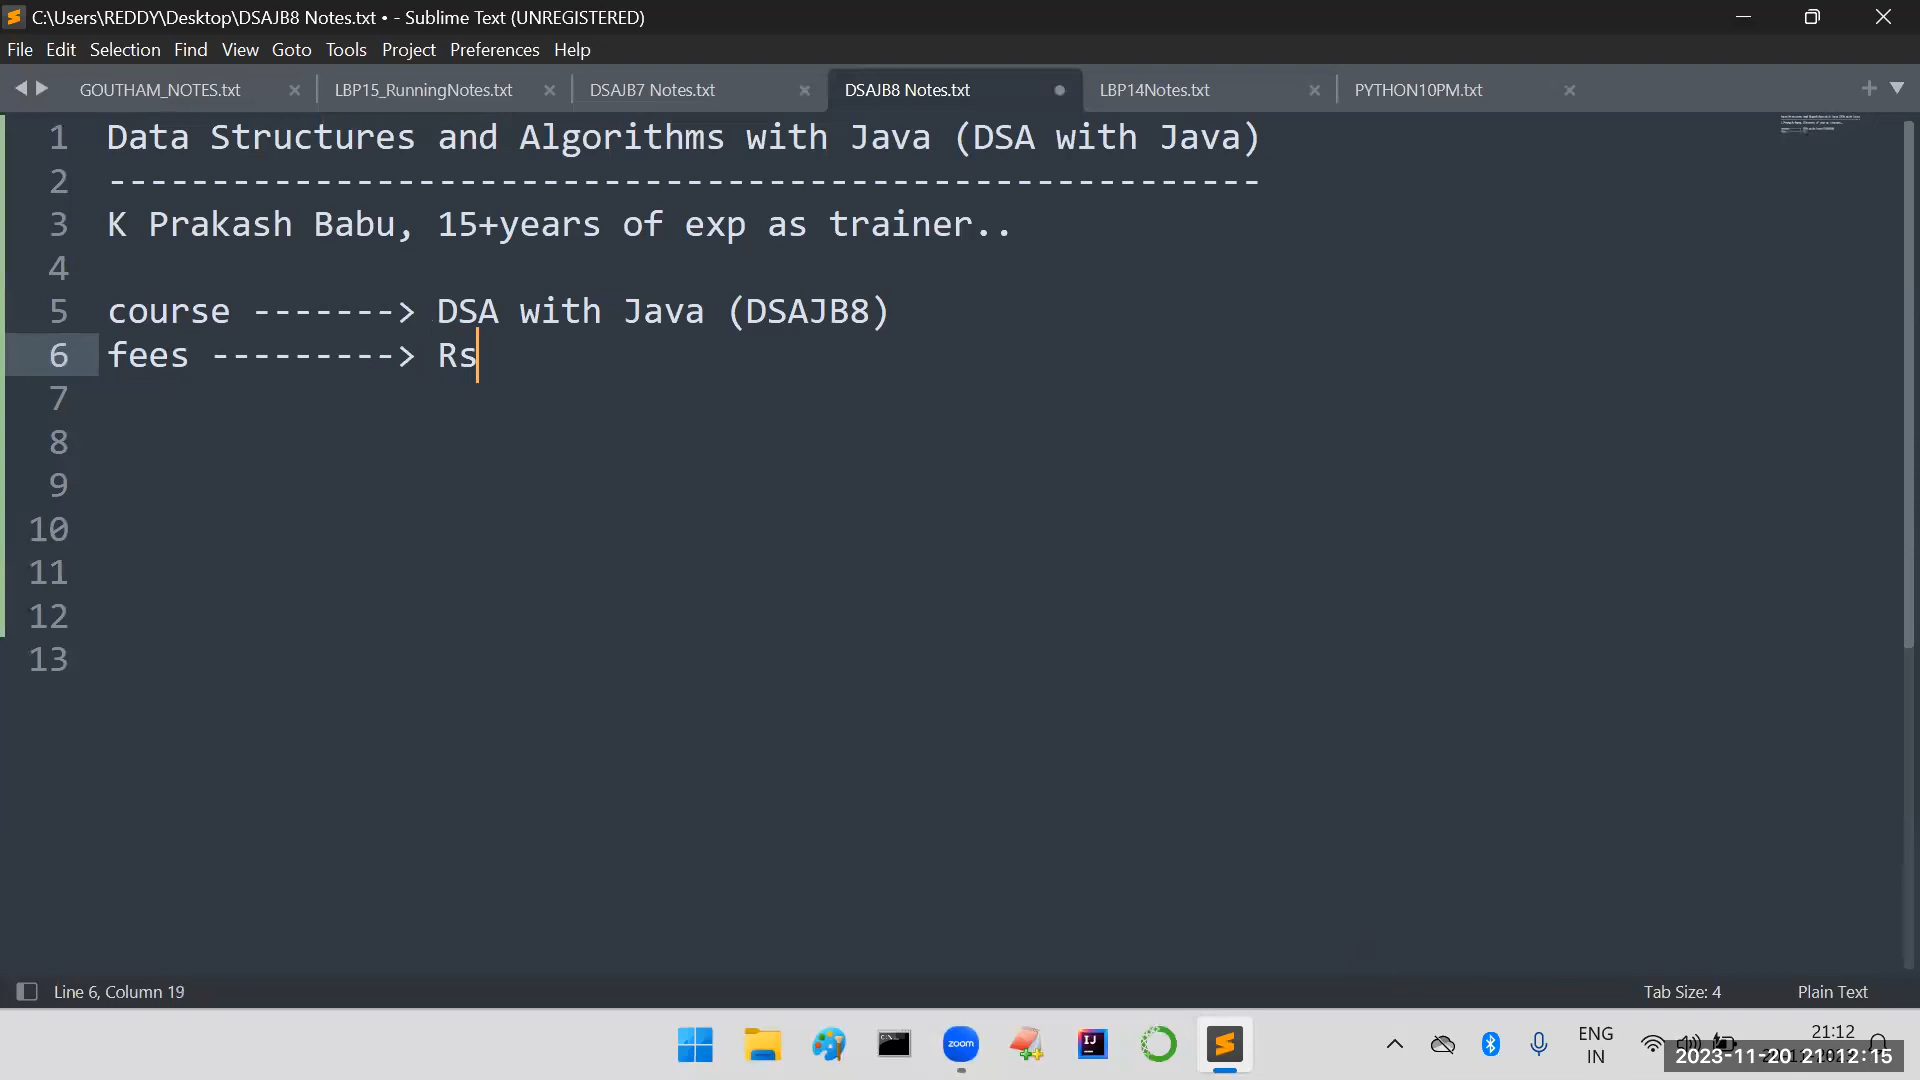 C:\Users\REDDY\Desktop\DSAJB8 Notes.txt • - Sublime Text (UNREGISTERED)
File Edit Selection Find View Goto Tools Project Preferences Help
GOUTHAM_NOTES.txt LBP15_RunningNotes.txt DSAJB7 Notes.txt DSAJB8 Notes.txt LBP14Notes.txt PYTHON10PM.txt
1 Data Structures and Algorithms with Java (DSA with Java)
2 --------------------------------------------------------
3 K Prakash Babu, 15+years of exp as trainer..
4
5 course -------> DSA with Java (DSAJB8)
6 fees ---------> Rs
7
8
9
10
11
12
13
Line 6, Column 19 Tab Size: 4 Plain Text
zoom
IJ
ENG
IN
21:12
2023-11-20 21:12:15